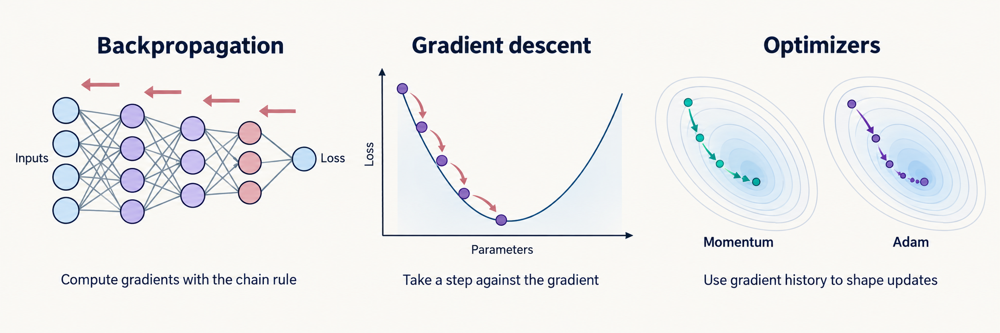 Backpropagation
Inputs
Loss
Compute gradients with the chain rule
Gradient descent
Loss
Parameters
Take a step against the gradient
Optimizers
Momentum
Adam
Use gradient history to shape updates